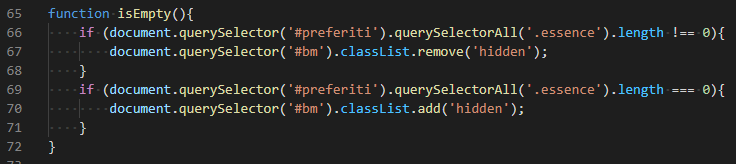 65 function isEmpty(){
66     if (document.querySelector('#preferiti').querySelectorAll('.essence').length !== 0){
67         document.querySelector('#bm').classList.remove('hidden');
68     }
69     if (document.querySelector('#preferiti').querySelectorAll('.essence').length === 0){
70         document.querySelector('#bm').classList.add('hidden');
71     }
72 }